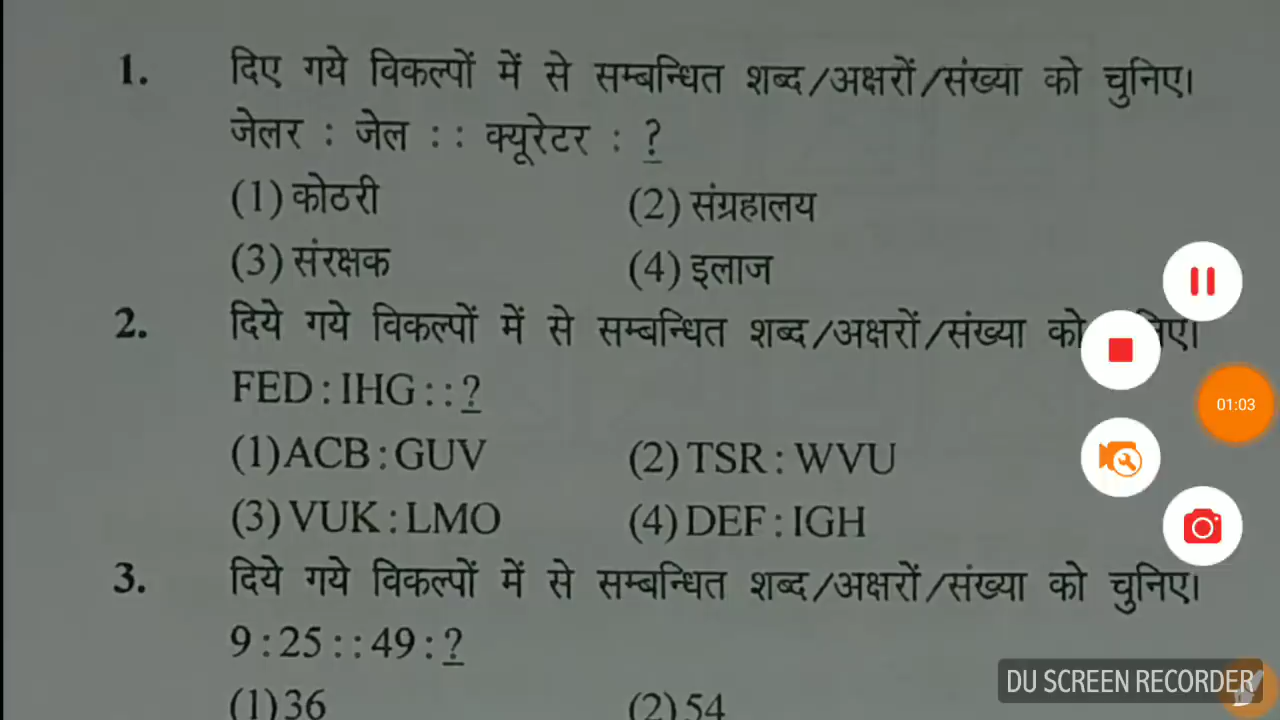 1. दिए गये विकल्पों में से सम्बन्धित शब्द/अक्षरों/संख्या को चुनिए।
जेलर : जेल : : क्यूरेटर : ?
(1) कोठरी (2) संग्रहालय
(3) संरक्षक (4) इलाज
2. दिये गये विकल्पों में से सम्बन्धित शब्द/अक्षरों/संख्या को
FED : IHG : : ?
(1) ACB : GUV (2) TSR : WVU
(3) VUK : LMO (4) DEF : IGH
01:03
3. दिये गये विकल्पों में से सम्बन्धित शब्द/अक्षरों/संख्या को चुनिए।
9 : 25 : : 49 : ?
(1) 36 (2) 54
DU SCREEN RECORDER